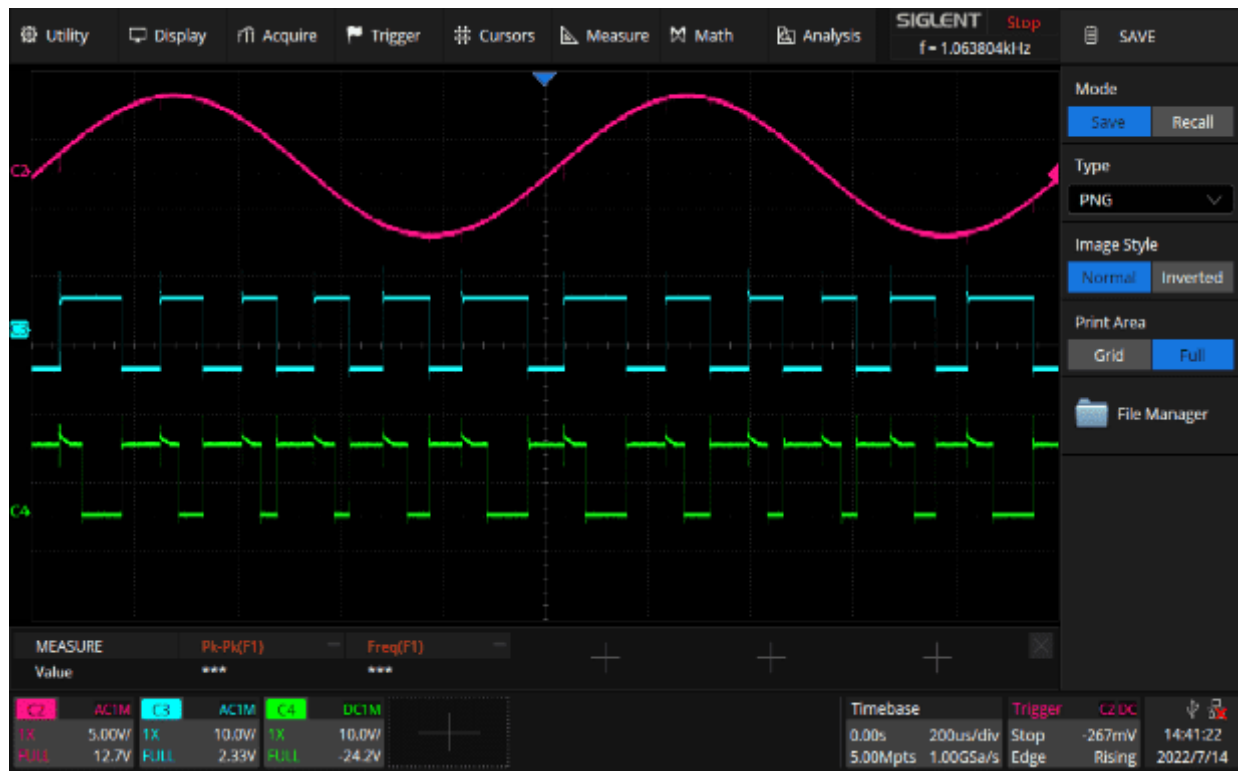 Utility Display Acquire Trigger Cursors Measure Math Analysis SIGLENT Stop SAVE
f = 1.063804kHz
Mode
Save Recall
Type
PNG
Image Style
Normal Inverted
Print Area
Grid Full
File Manager
C2
C3
C4
MEASURE Pk-Pk(F1) Freq(F1)
Value *** ***
C2 AC1M C3 AC1M C4 DC1M Timebase Trigger C2 DC
1X 5.00V/ 1X 10.0V/ 1X 10.0V/ 0.00s 200us/div Stop -267mV 14:41:22
FULL 12.7V FULL 2.33V FULL -24.2V 5.00Mpts 1.00GSa/s Edge Rising 2022/7/14